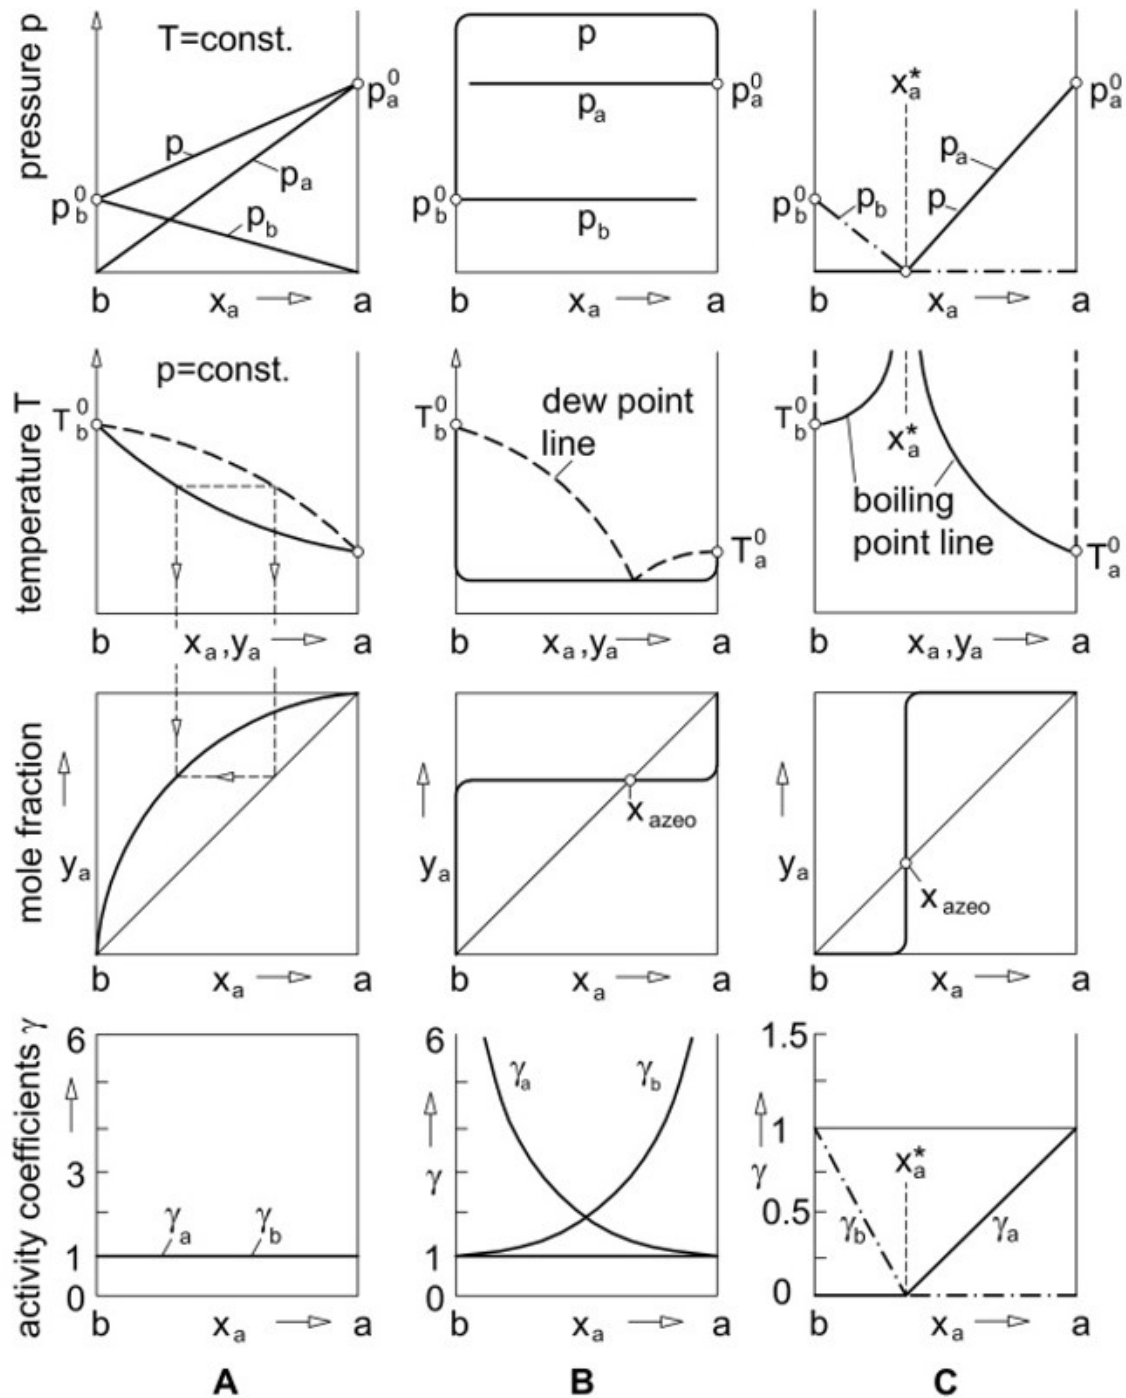 pressure p
T=const.
p
p_a^0
p_a
p_b^0
p_b
b x_a a
p
p_a^0
p_a
p_b^0
p_b
b x_a a
x_a^*
p_a^0
p_a
p_b^0
p_b
p
b x_a a
temperature T
p=const.
T_b^0
b x_a,y_a a
T_b^0
dew point
line
T_a^0
b x_a,y_a a
T_b^0
x_a^*
boiling
point line
T_a^0
b x_a,y_a a
mole fraction
y_a
b x_a a
x_azeo
y_a
b x_a a
y_a
x_azeo
b x_a a
activity coefficients γ
6
3
γ_a γ_b
1
0
b x_a a
6
γ_a γ_b
γ
1
0
b x_a a
1.5
1
x_a^*
γ
0.5
γ_b γ_a
0
b x_a a
A B C